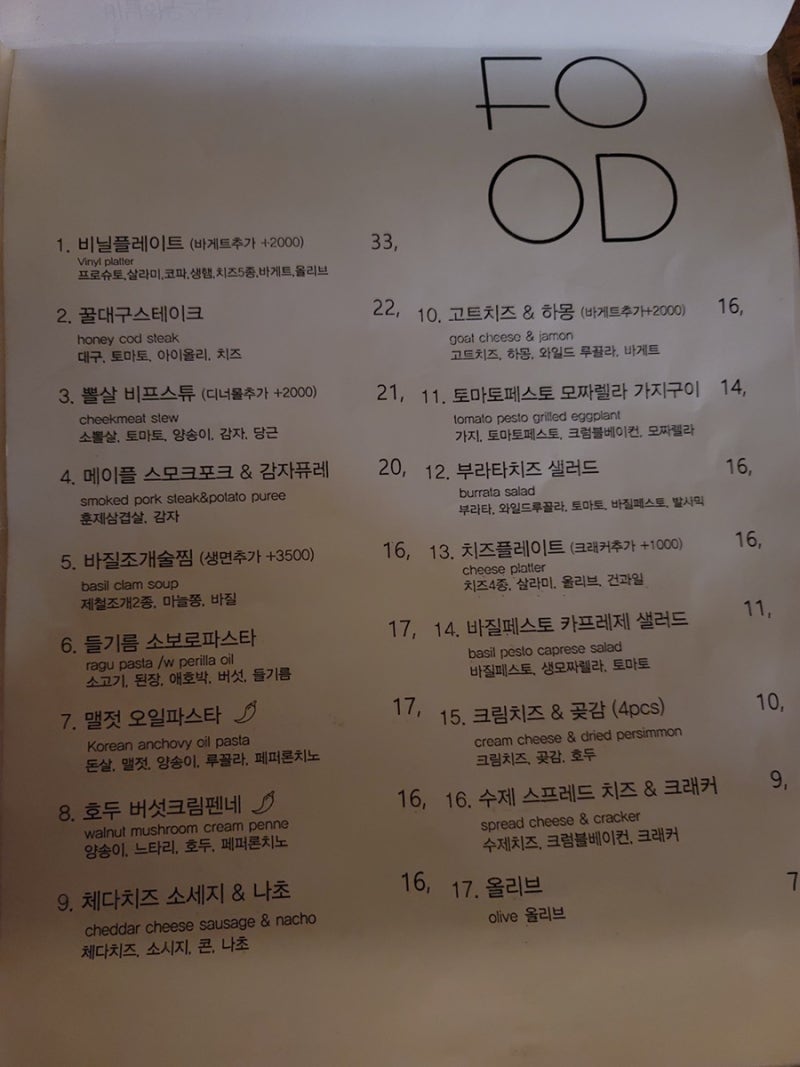 FO
OD
1. 비닐플레이트 (바게트추가 +2000) 33,
Vinyl platter
프로슈토,살라미,코파,생햄,치즈5종,바게트,올리브
2. 꿀대구스테이크 22,
honey cod steak
대구, 토마토, 아이올리, 치즈
3. 뽈살 비프스튜 (디너롤추가 +2000) 21,
cheekmeat stew
소뽈살, 토마토, 양송이, 감자, 당근
4. 메이플 스모크포크 & 감자퓨레 20,
smoked pork steak&potato puree
훈제삼겹살, 감자
5. 바질조개술찜 (생면추가 +3500) 16,
basil clam soup
제철조개2종, 마늘쫑, 바질
6. 들기름 소보로파스타 17,
ragu pasta /w perilla oil
소고기, 된장, 애호박, 버섯, 들기름
7. 맬젓 오일파스타 17,
Korean anchovy oil pasta
돈살, 맬젓, 양송이, 루꼴라, 페퍼론치노
8. 호두 버섯크림펜네 16,
walnut mushroom cream penne
양송이, 느타리, 호두, 페퍼론치노
9. 체다치즈 소세지 & 나초 16,
cheddar cheese sausage & nacho
체다치즈, 소시지, 콘, 나초
10. 고트치즈 & 하몽 (바게트추가+2000) 16,
goat cheese & jamon
고트치즈, 하몽, 와일드 루꼴라, 바게트
11. 토마토페스토 모짜렐라 가지구이 14,
tomato pesto grilled eggplant
가지, 토마토페스토, 크럼블베이컨, 모짜렐라
12. 부라타치즈 샐러드 16,
burrata salad
부라타, 와일드루꼴라, 토마토, 바질페스토, 발사믹
13. 치즈플레이트 (크래커추가 +1000) 16,
cheese platter
치즈4종, 살라미, 올리브, 건과일
14. 바질페스토 카프레제 샐러드 11,
basil pesto caprese salad
바질페스토, 생모짜렐라, 토마토
15. 크림치즈 & 곶감 (4pcs) 10,
cream cheese & dried persimmon
크림치즈, 곶감, 호두
16. 수제 스프레드 치즈 & 크래커 9,
spread cheese & cracker
수제치즈, 크럼블베이컨, 크래커
17. 올리브 7
olive 올리브